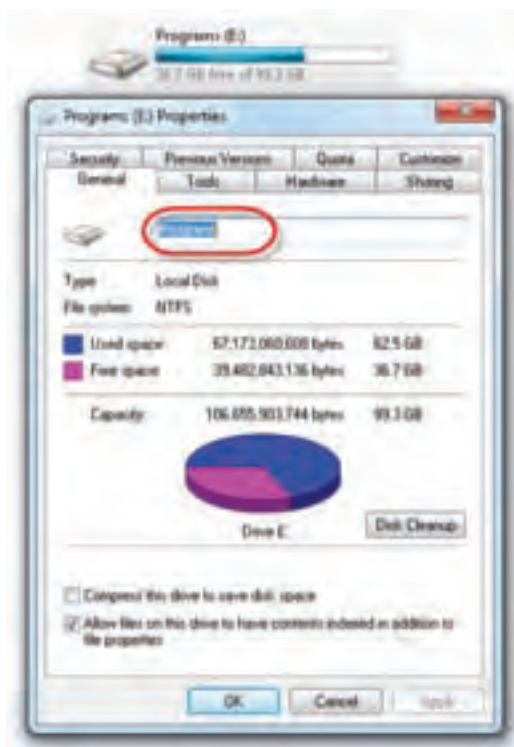 Programs (E:)
36.7 GB free of 99.3 GB
Programs (E:) Properties
Security Previous Versions Quota Customize
General Tools Hardware Sharing
Programs
Type: Local Disk
File system: NTFS
Used space: 67,173,060,608 bytes 62.5 GB
Free space: 39,482,843,136 bytes 36.7 GB
Capacity: 106,655,903,744 bytes 99.3 GB
Drive E:
Disk Cleanup
Compress this drive to save disk space
Allow files on this drive to have contents indexed in addition to
file properties
OK Cancel Apply